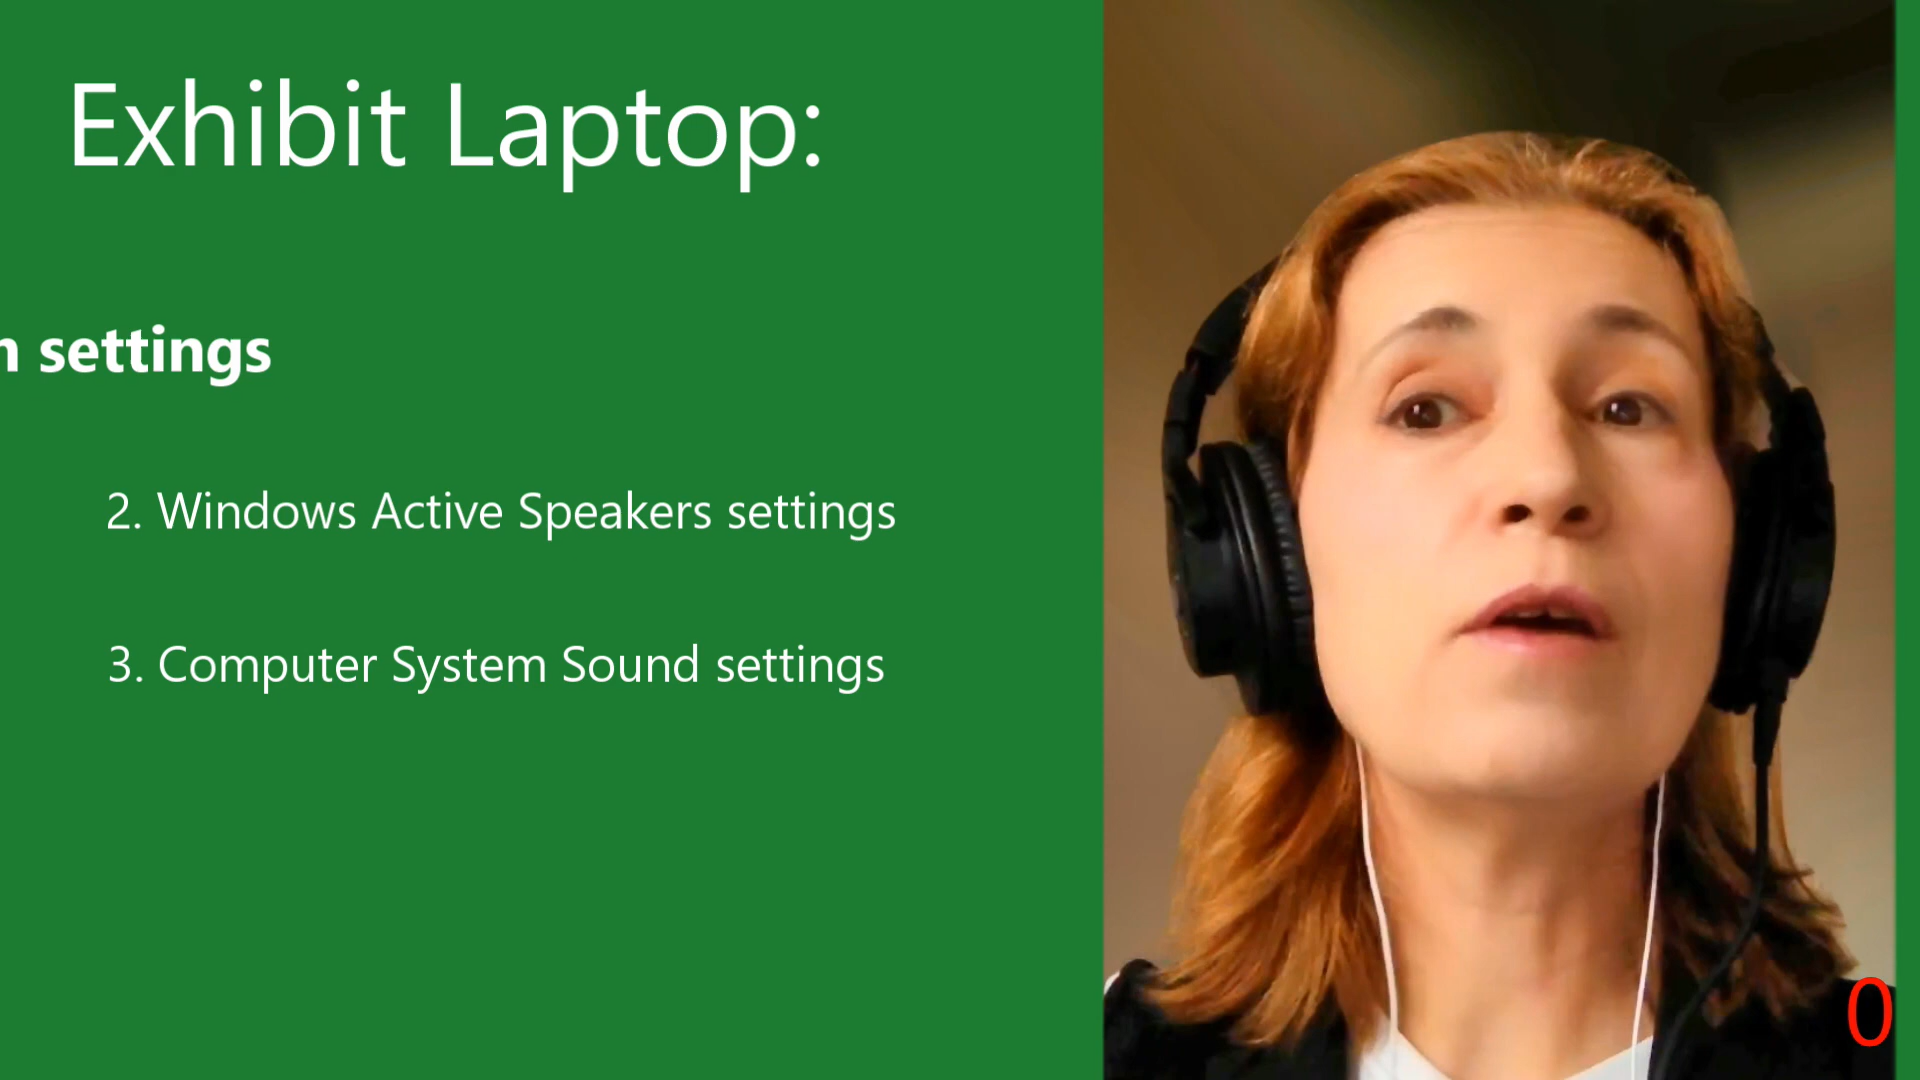 Exhibit Laptop:
settings
2. Windows Active Speakers settings
3. Computer System Sound settings
0